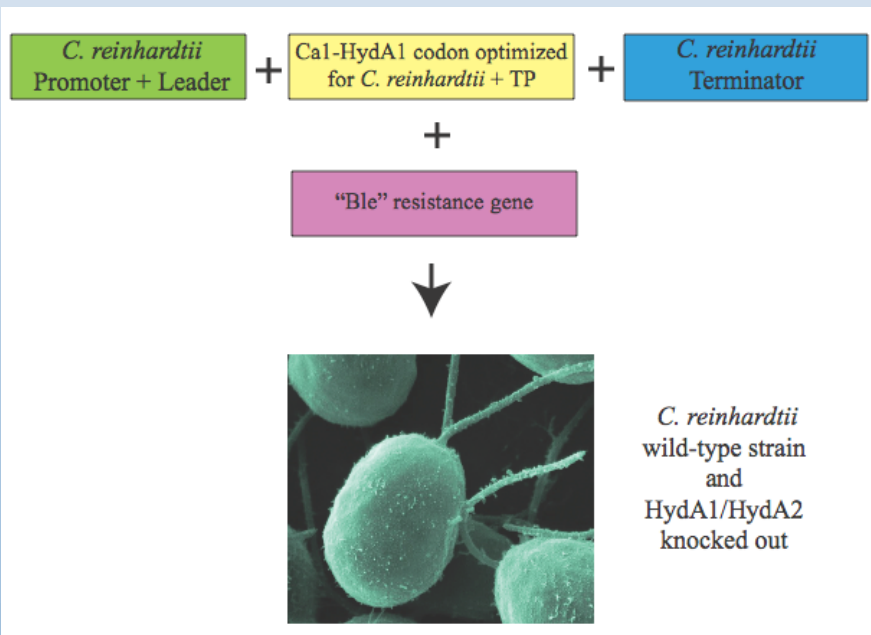 C. reinhardtii
Promoter + Leader
+
Ca1-HydA1 codon optimized
for C. reinhardtii + TP
+
C. reinhardtii
Terminator
+
“Ble” resistance gene
C. reinhardtii
wild-type strain
and
HydA1/HydA2
knocked out